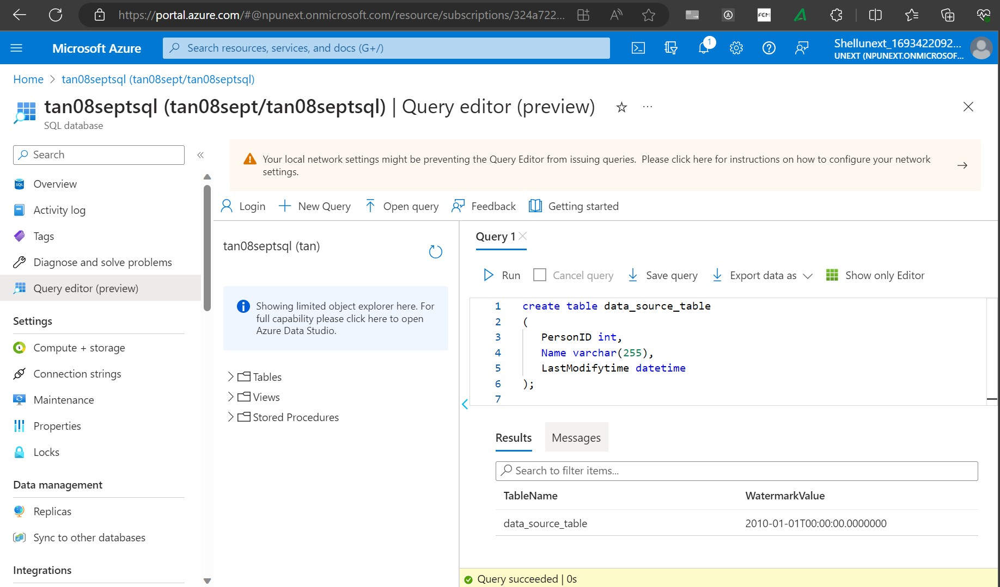 https://portal.azure.com/#@npunext.onmicrosoft.com/resource/subscriptions/324a722...
FCM
Microsoft Azure
Search resources, services, and docs (G+/)
1
Shellunext_1693422092...
UNEXT (NPUNEXT.ONMICROSOF...
Home > tan08septsql (tan08sept/tan08septsql)
tan08septsql (tan08sept/tan08septsql) | Query editor (preview)
SQL database
Search
Overview
Activity log
Tags
Diagnose and solve problems
Query editor (preview)
Settings
Compute + storage
Connection strings
Maintenance
Properties
Locks
Data management
Replicas
Sync to other databases
Integrations
Your local network settings might be preventing the Query Editor from issuing queries. Please click here for instructions on how to configure your network
settings.
Login
New Query
Open query
Feedback
Getting started
tan08septsql (tan)
Showing limited object explorer here. For
full capability please click here to open
Azure Data Studio.
Tables
Views
Stored Procedures
Query 1
Run
Cancel query
Save query
Export data as
Show only Editor
1 create table data_source_table
2 (
3 PersonID int,
4 Name varchar(255),
5 LastModifytime datetime
6 );
7
Results
Messages
Search to filter items...
TableName WatermarkValue
data_source_table 2010-01-01T00:00:00.0000000
Query succeeded | 0s